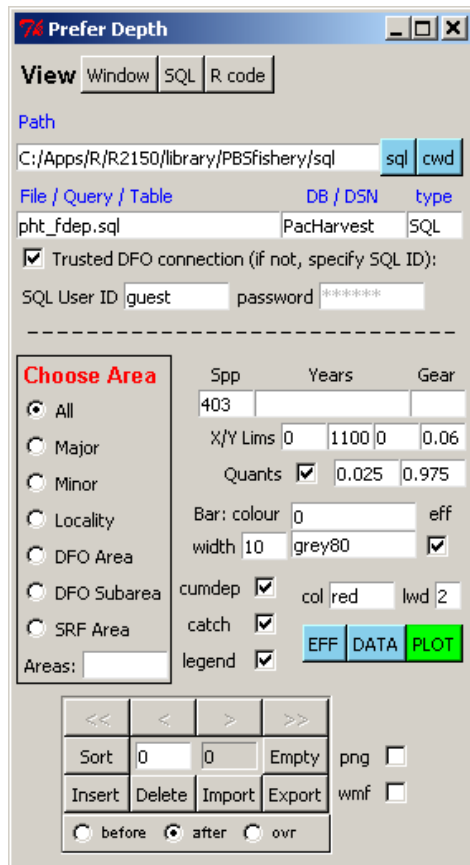 Prefer Depth
View Window SQL R code
Path
C:/Apps/R/R2150/library/PBSfishery/sql sql cwd
File / Query / Table DB / DSN type
pht_fdep.sql PacHarvest SQL
Trusted DFO connection (if not, specify SQL ID):
SQL User ID guest password ******
Choose Area Spp Years Gear
All 403
Major X/Y Lims 0 1100 0 0.06
Minor Quants 0.025 0.975
Locality Bar: colour 0 eff
DFO Area width 10 grey80
DFO Subarea cumdep col red lwd 2
SRF Area catch EFF DATA PLOT
Areas: legend
<< < > >>
Sort 0 0 Empty png
Insert Delete Import Export wmf
before after ovr